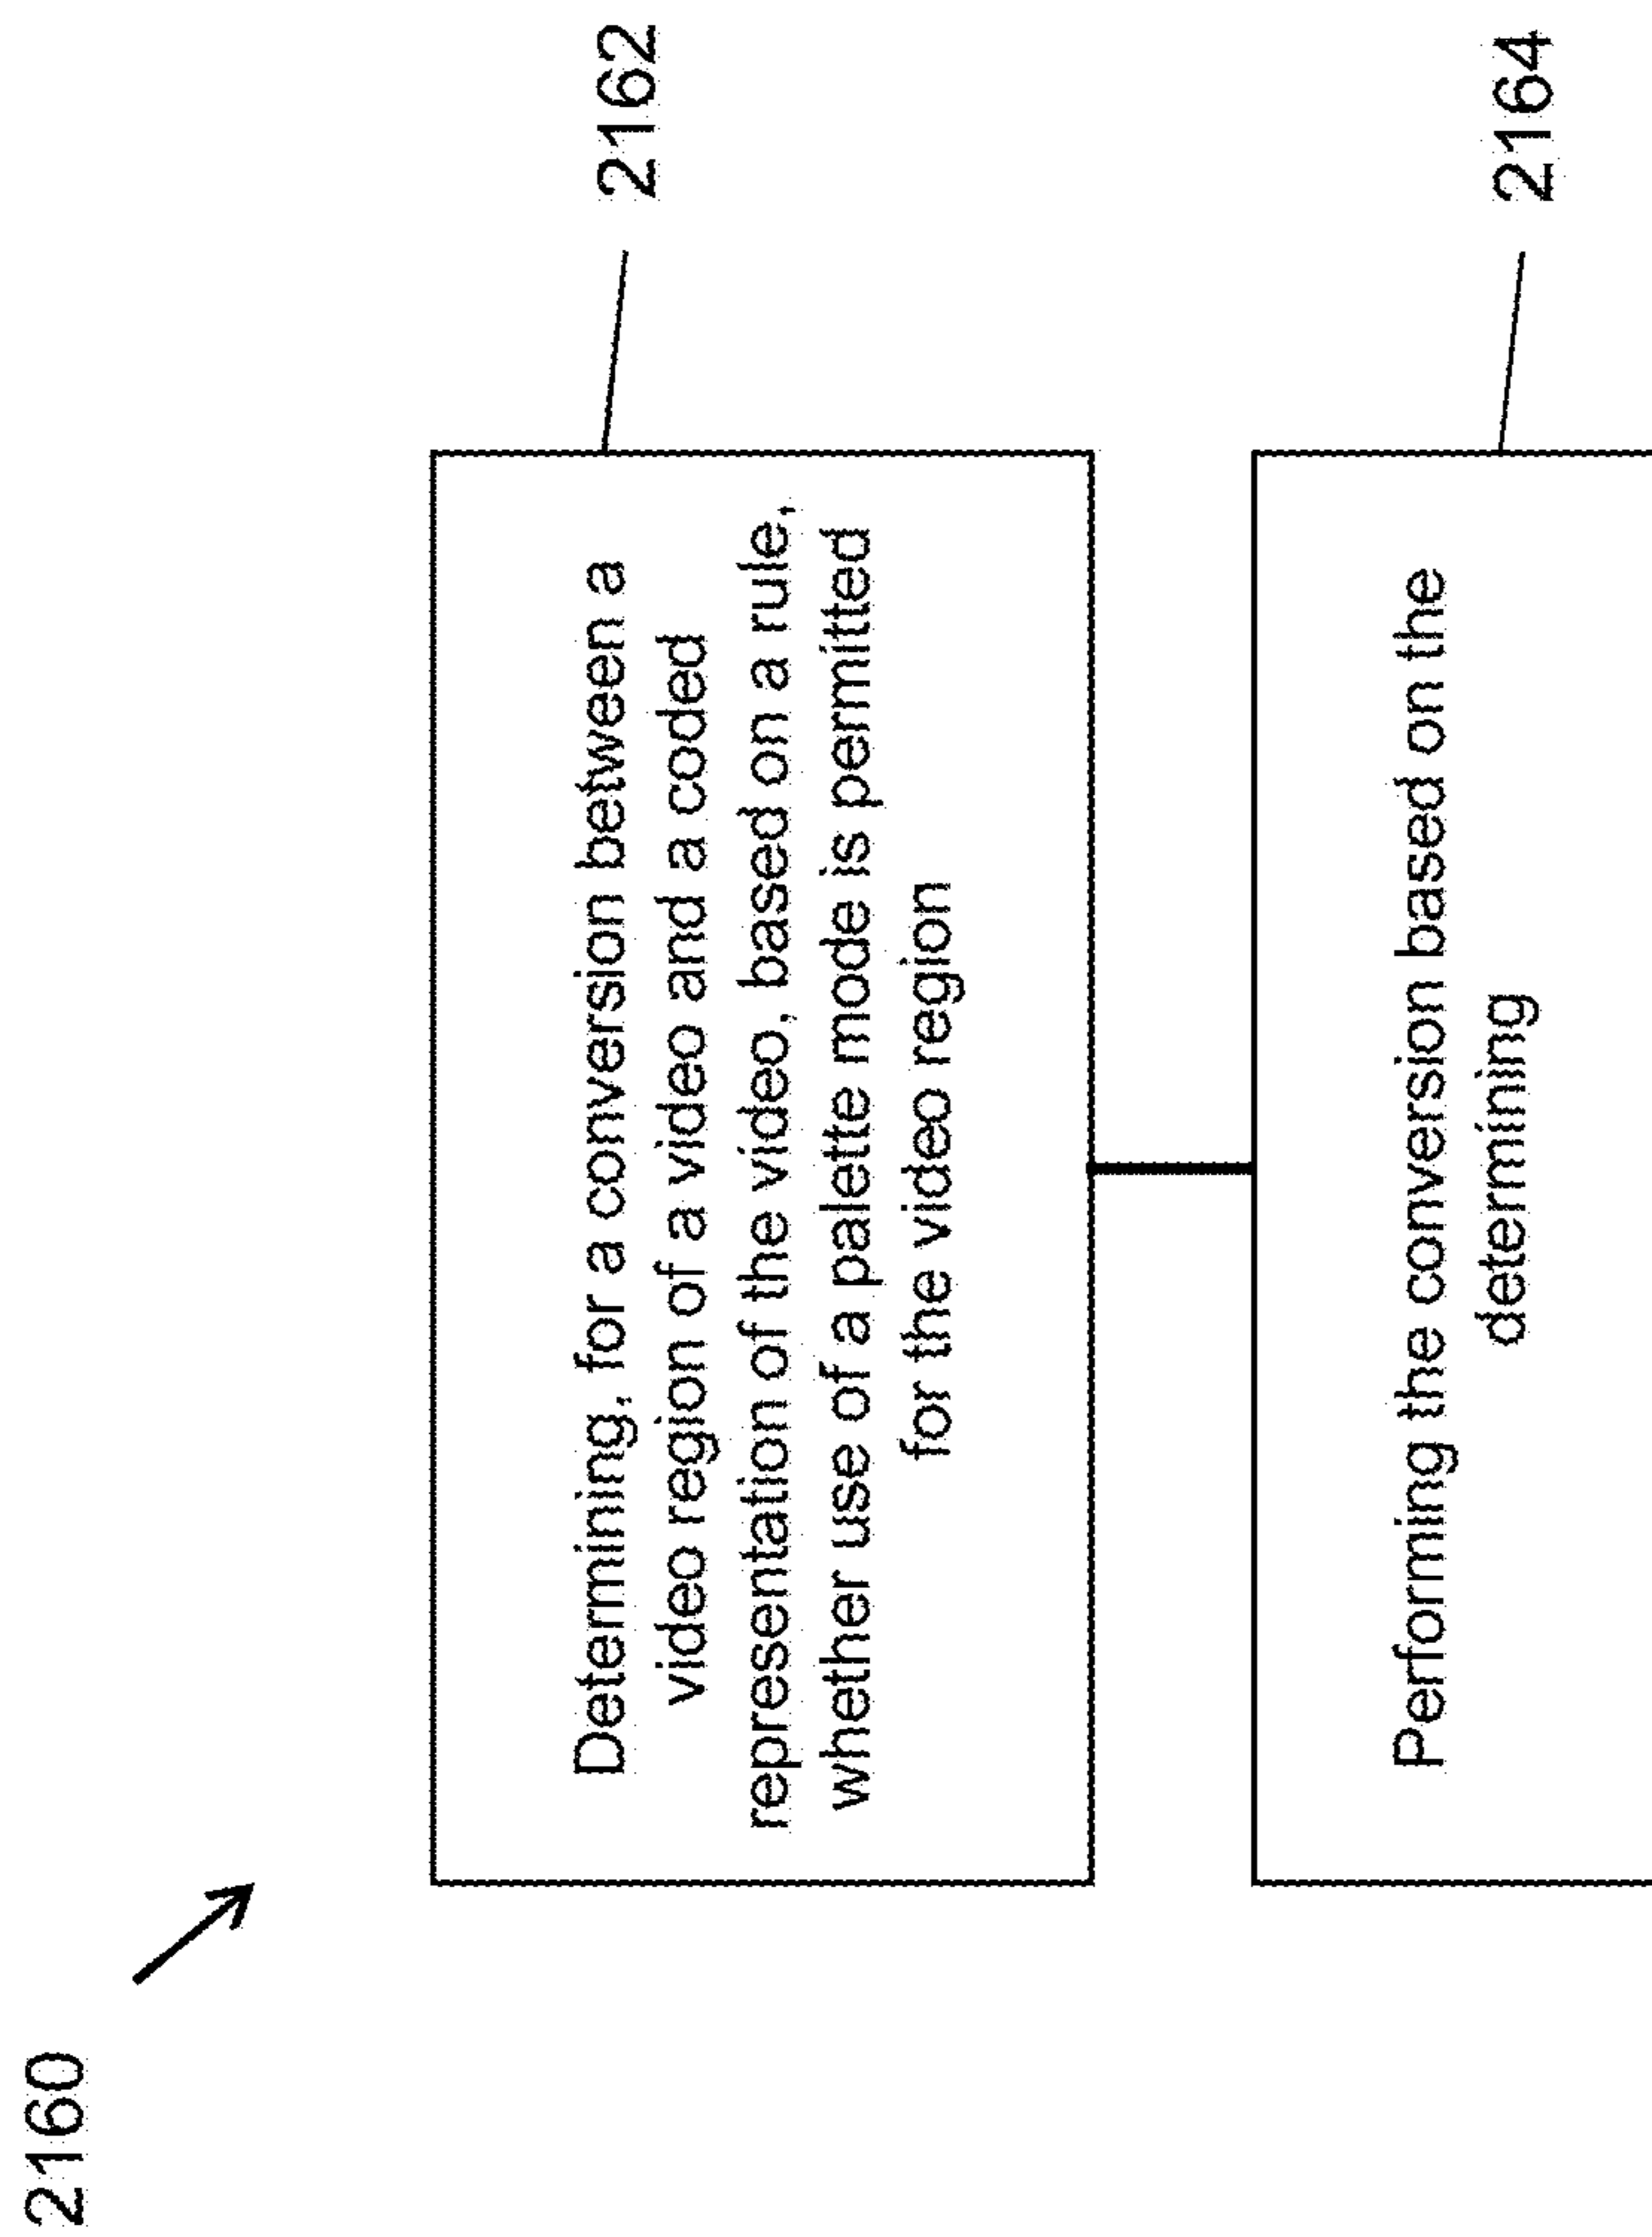 2160
Determining, for a conversion between a
video region of a video and a coded
representation of the video, based on a rule,
whether use of a palette mode is permitted
for the video region
2162
Performing the conversion based on the
determining
2164